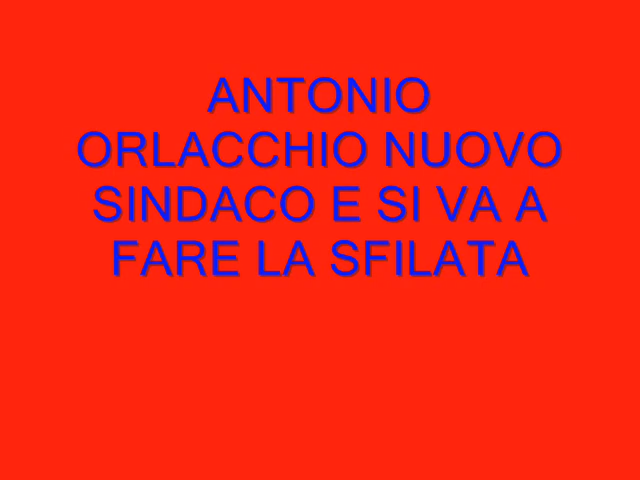 ANTONIO
ORLACCHIO NUOVO
SINDACO E SI VA A
FARE LA SFILATA